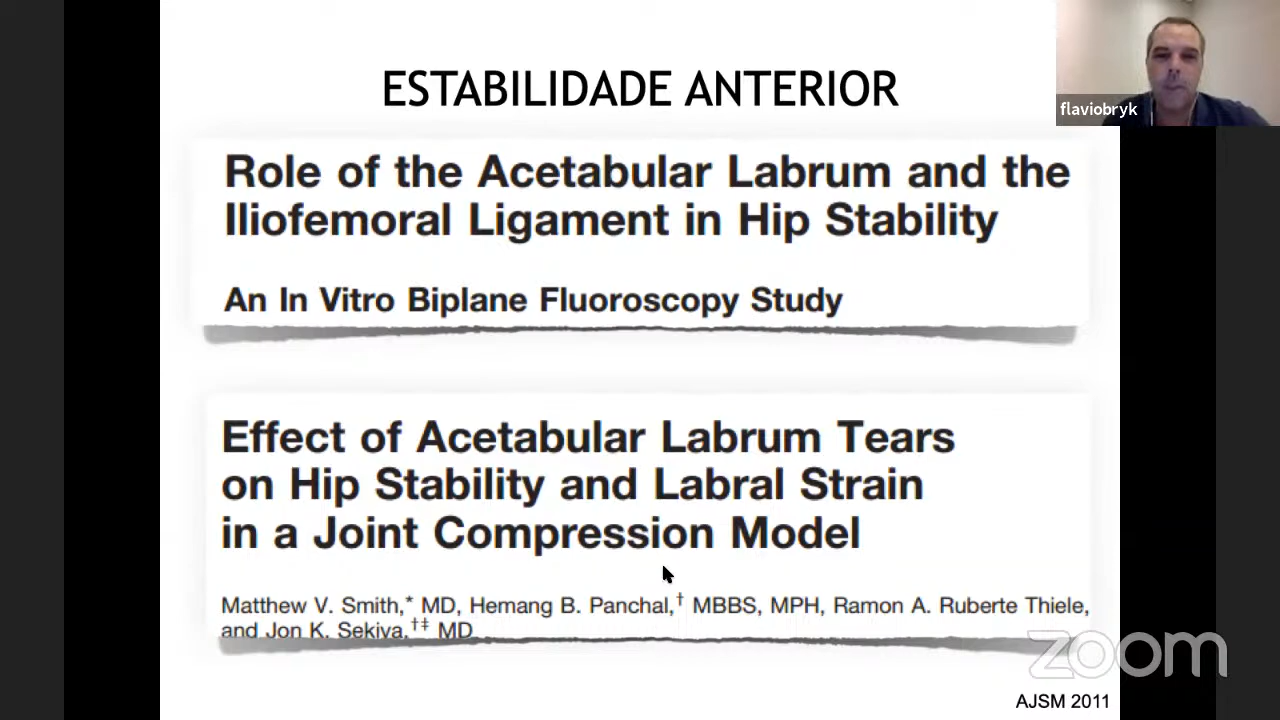 ESTABILIDADE ANTERIOR
flaviobryk
Role of the Acetabular Labrum and the
Iliofemoral Ligament in Hip Stability
An In Vitro Biplane Fluoroscopy Study
Effect of Acetabular Labrum Tears
on Hip Stability and Labral Strain
in a Joint Compression Model
Matthew V. Smith,* MD, Hemang B. Panchal,† MBBS, MPH, Ramon A. Ruberte Thiele,
and Jon K. Sekiya,†‡ MD
zoom
AJSM 2011